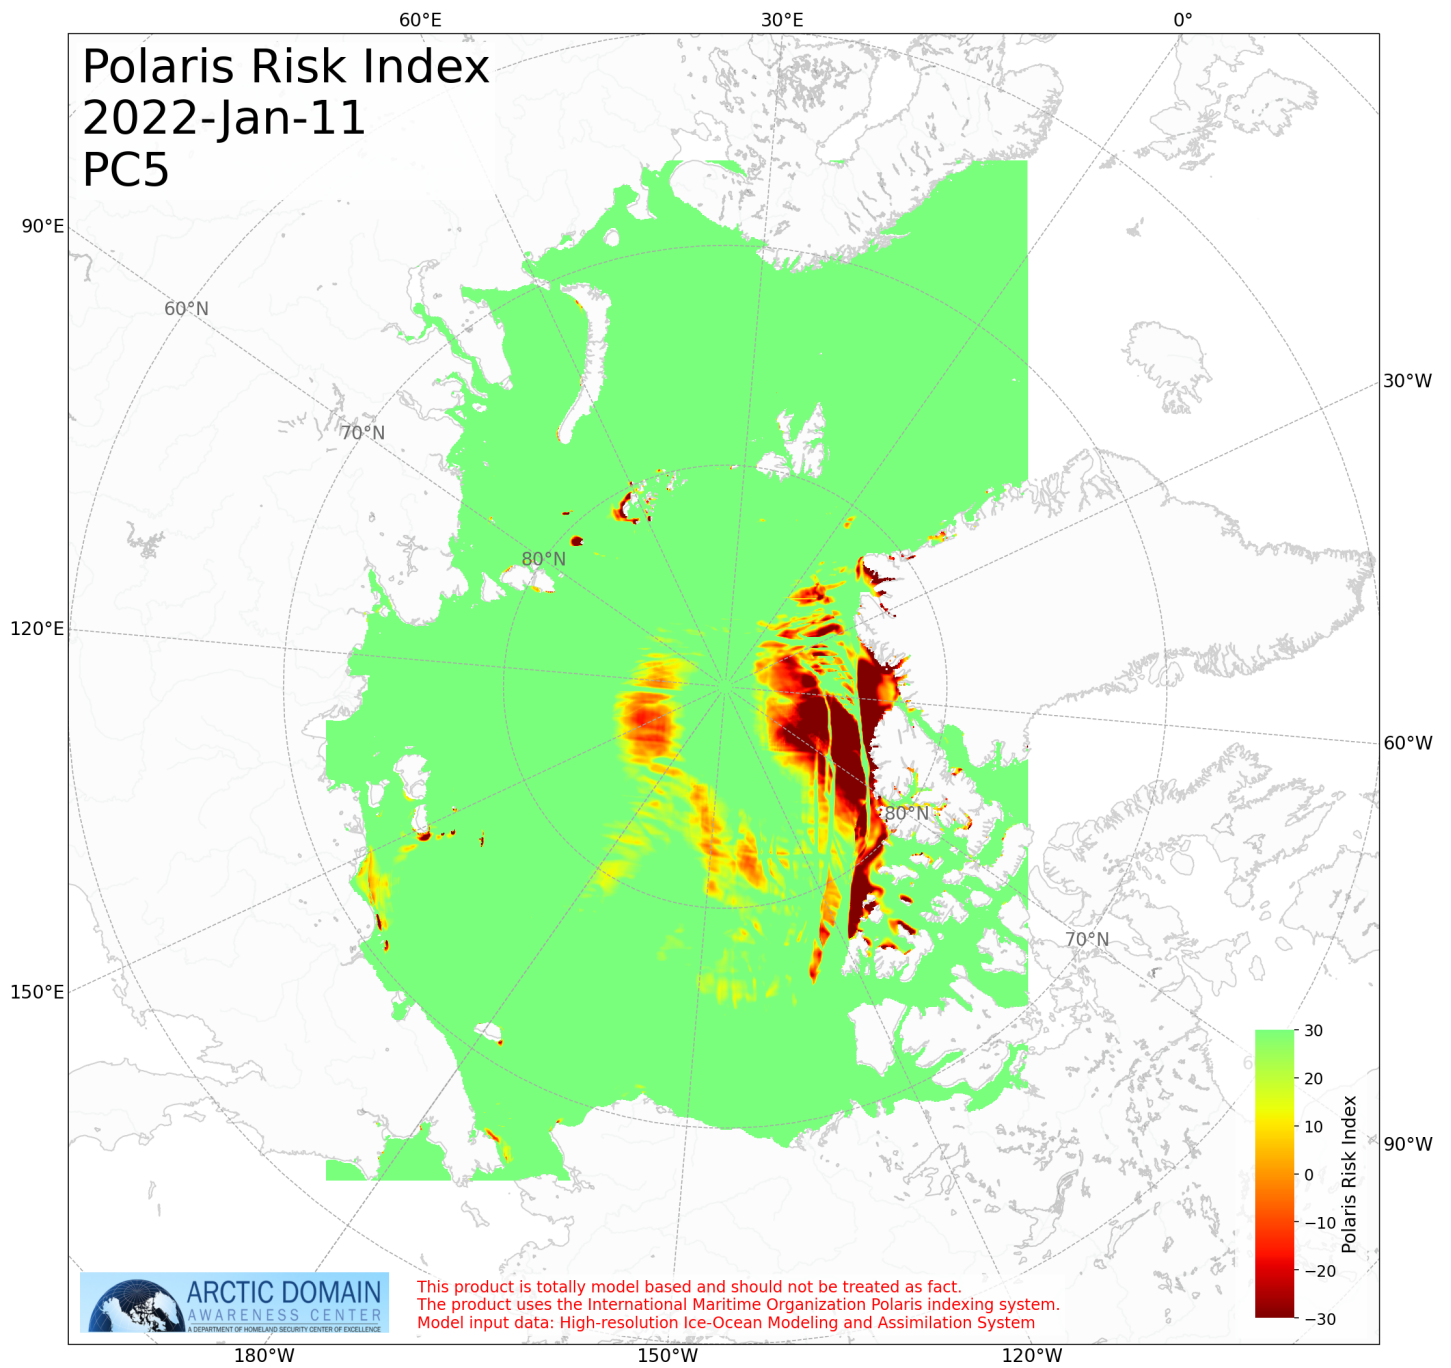 60°E 30°E 0°
Polaris Risk Index
2022-Jan-11
PC5
90°E
60°N
30°W
70°N
80°N
120°E
60°W
80°N
70°N
150°E
30
20
10
0
−10
−20
−30
Polaris Risk Index
90°W
ARCTIC DOMAIN
AWARENESS CENTER
A DEPARTMENT OF HOMELAND SECURITY CENTER OF EXCELLENCE
This product is totally model based and should not be treated as fact.
The product uses the International Maritime Organization Polaris indexing system.
Model input data: High-resolution Ice-Ocean Modeling and Assimilation System
180°W 150°W 120°W